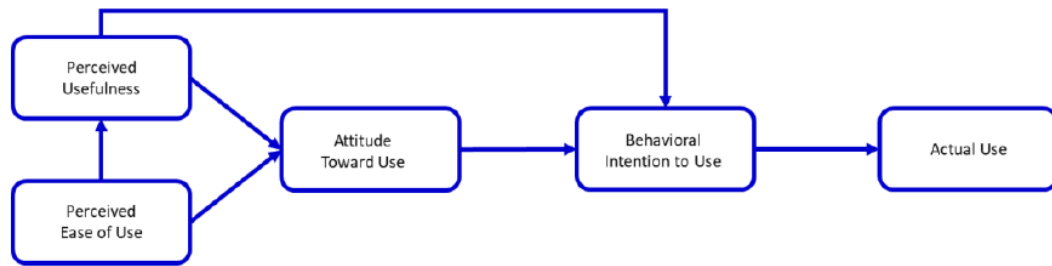 Perceived
Usefulness
Perceived
Ease of Use
Attitude
Toward Use
Behavioral
Intention to Use
Actual Use